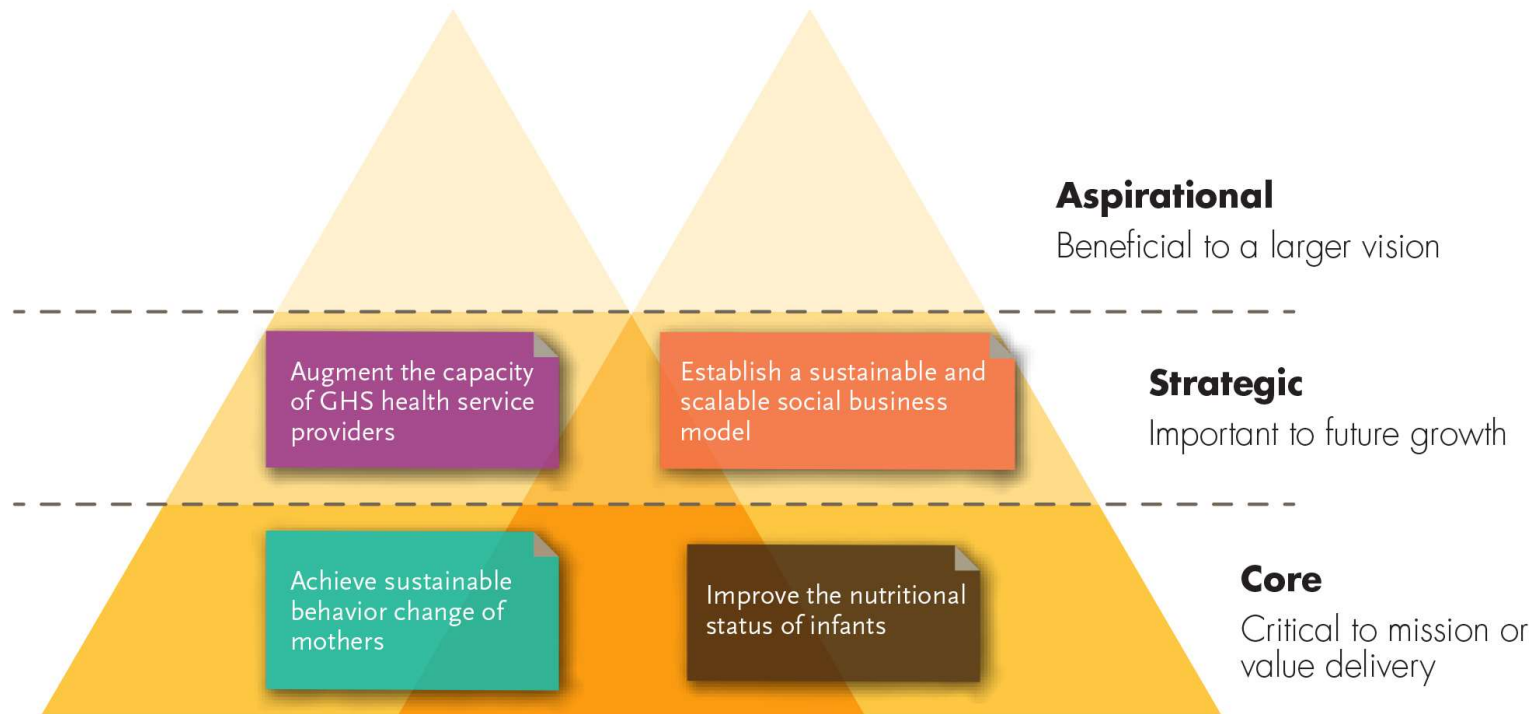 Aspirational
Beneficial to a larger vision
Augment the capacity
of GHS health service
providers
Establish a sustainable and
scalable social business
model
Strategic
Important to future growth
Achieve sustainable
behavior change of
mothers
Improve the nutritional
status of infants
Core
Critical to mission or
value delivery